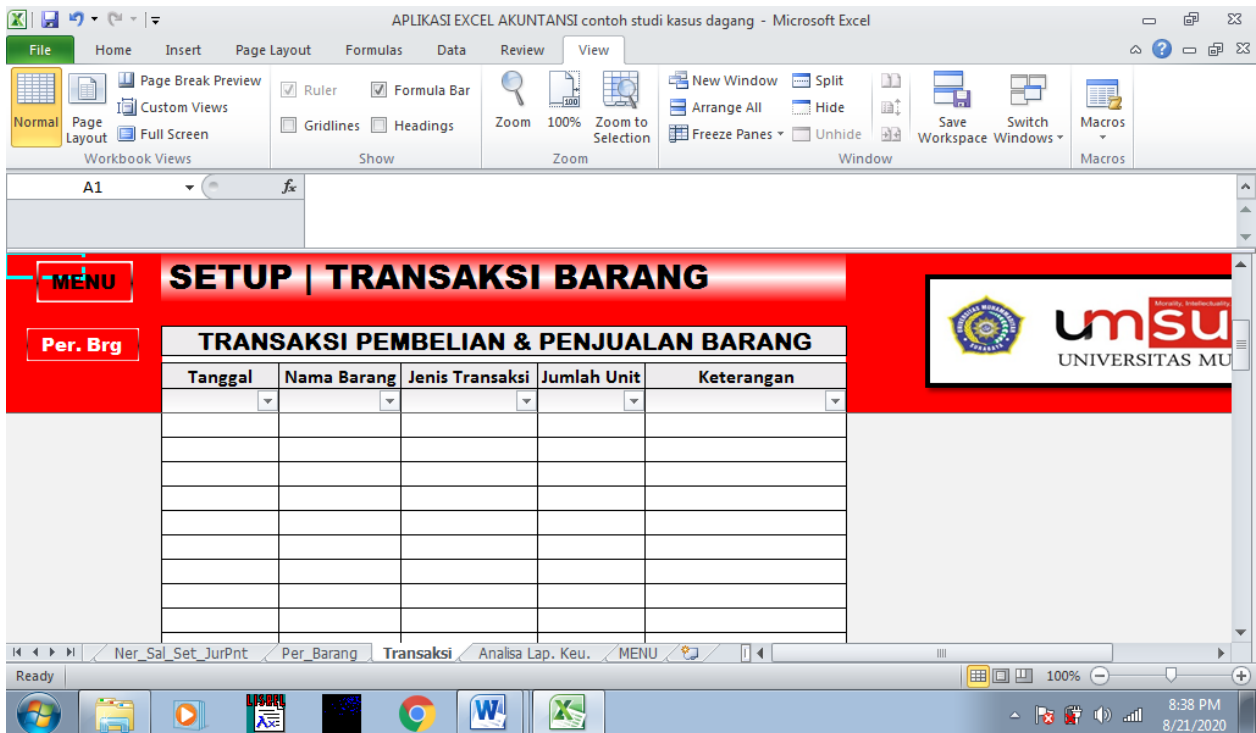 APLIKASI EXCEL AKUNTANSI contoh studi kasus dagang - Microsoft Excel
File Home Insert Page Layout Formulas Data Review View
Normal
Page Layout
Page Break Preview
Custom Views
Full Screen
Workbook Views
Ruler
Formula Bar
Gridlines
Headings
Show
Zoom
100%
Zoom to Selection
Zoom
New Window
Arrange All
Freeze Panes
Split
Hide
Unhide
Save Workspace
Switch Windows
Window
Macros
Macros
A1
fx
MENU
SETUP | TRANSAKSI BARANG
Per. Brg
TRANSAKSI PEMBELIAN & PENJUALAN BARANG
Tanggal Nama Barang Jenis Transaksi Jumlah Unit Keterangan
Morality, Intellectuality
umsu
UNIVERSITAS MU
Ner_Sal_Set_JurPnt Per_Barang Transaksi Analisa Lap. Keu. MENU
Ready
100%
8:38 PM
8/21/2020